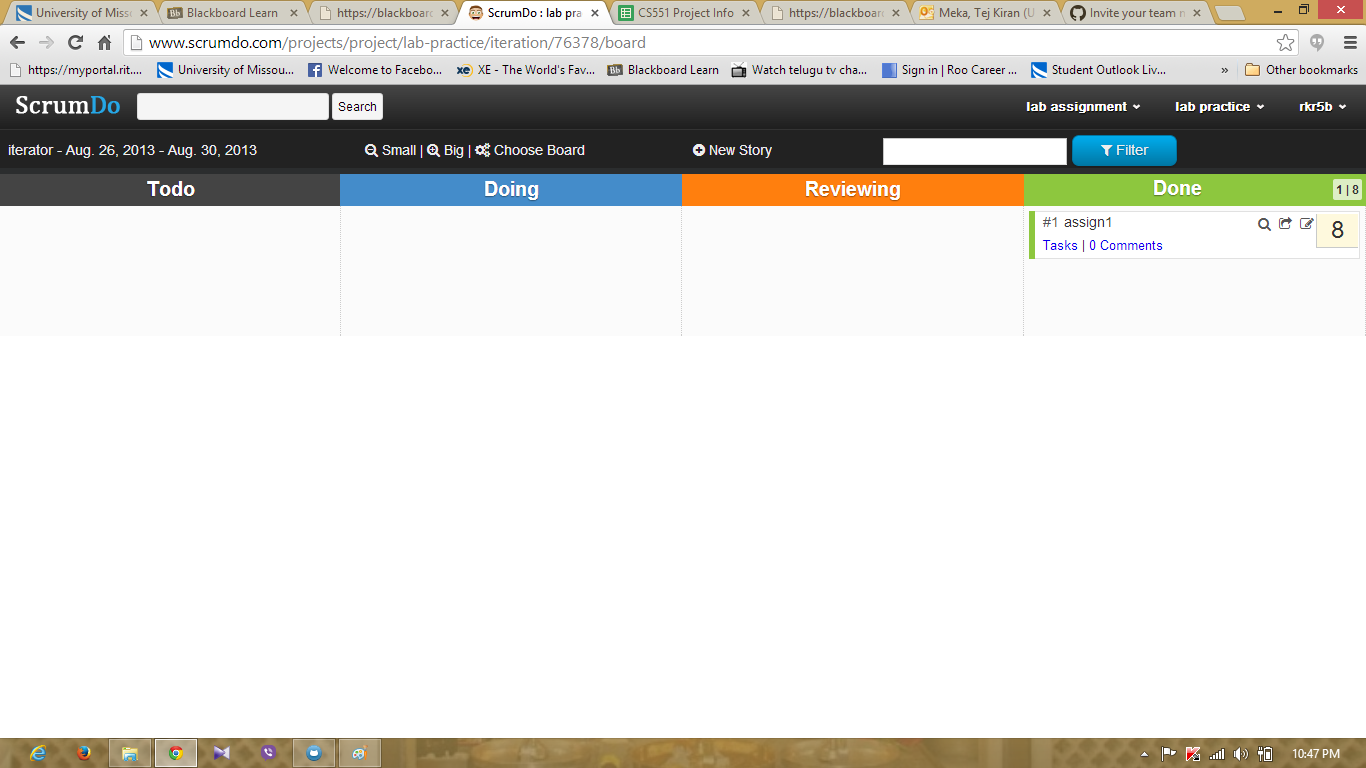 University of Misso
Blackboard Learn
https://blackboard
ScrumDo : lab pra
CS551 Project Info
https://blackboard
Meka, Tej Kiran (U
Invite your team
www.scrumdo.com/projects/project/lab-practice/iteration/76378/board
https://myportal.rit....
University of Missou...
Welcome to Facebo...
XE - The World's Fav...
Bb Blackboard Learn
Watch telugu tv cha...
Sign in | Roo Career ...
Student Outlook Liv...
»
Other bookmarks
ScrumDo
Search
lab assignment
lab practice
rkr5b
iterator - Aug. 26, 2013 - Aug. 30, 2013
Small | Big | Choose Board
New Story
Filter
Todo
Doing
Reviewing
Done
1 | 8
#1 assign1
8
Tasks | 0 Comments
10:47 PM